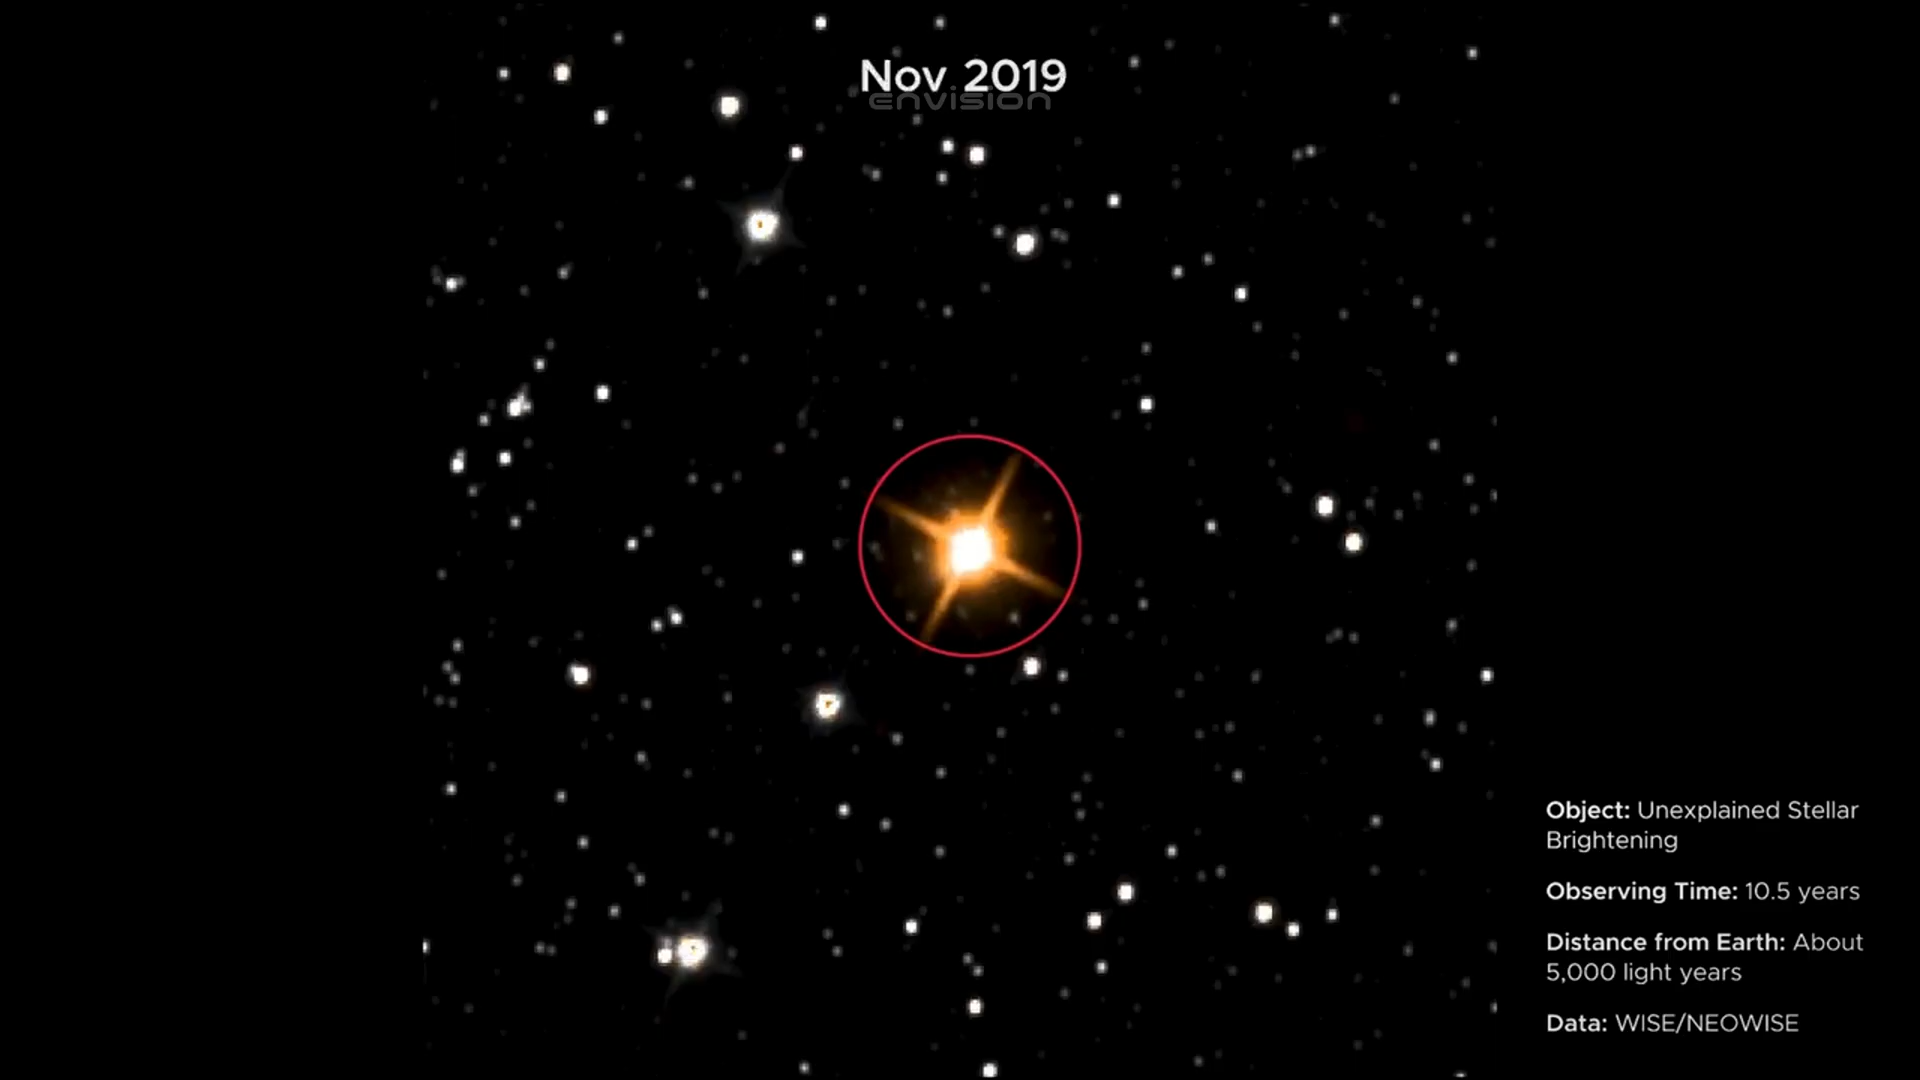 Nov 2019
envision
Object: Unexplained Stellar
Brightening
Observing Time: 10.5 years
Distance from Earth: About
5,000 light years
Data: WISE/NEOWISE